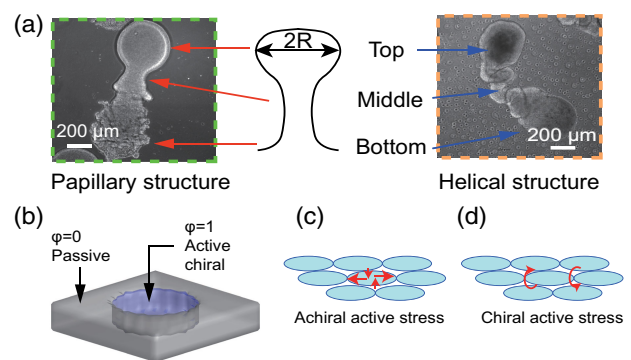 (a)
2R
Top
Middle
Bottom
200 μm
200 μm
Papillary structure
Helical structure
(b)
φ=0
Passive
φ=1
Active
chiral
(c)
(d)
Achiral active stress
Chiral active stress